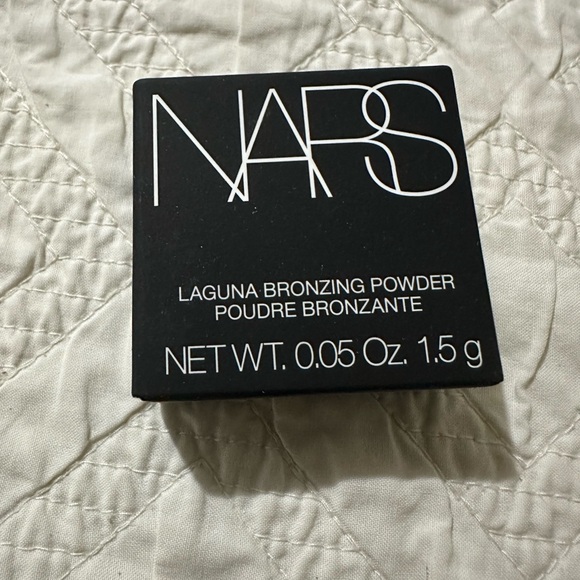 NARS
LAGUNA BRONZING POWDER
POUDRE BRONZANTE
NET WT. 0.05 Oz. 1.5 g